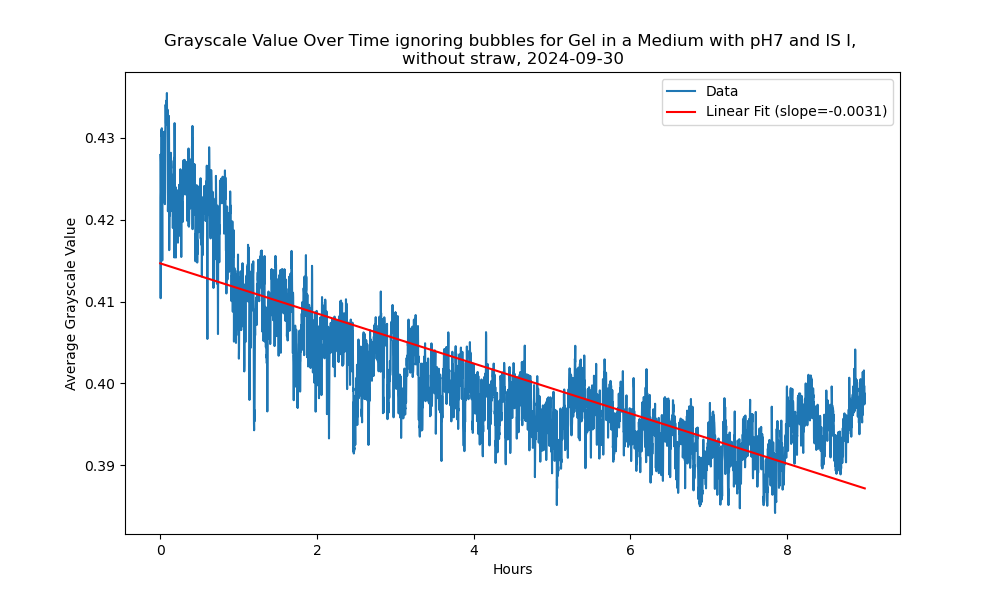 Grayscale Value Over Time ignoring bubbles for Gel in a Medium with pH7 and IS I,
without straw, 2024-09-30
Data
Linear Fit (slope=-0.0031)
Average Grayscale Value
0.43
0.42
0.41
0.40
0.39
0 2 4 6 8
Hours